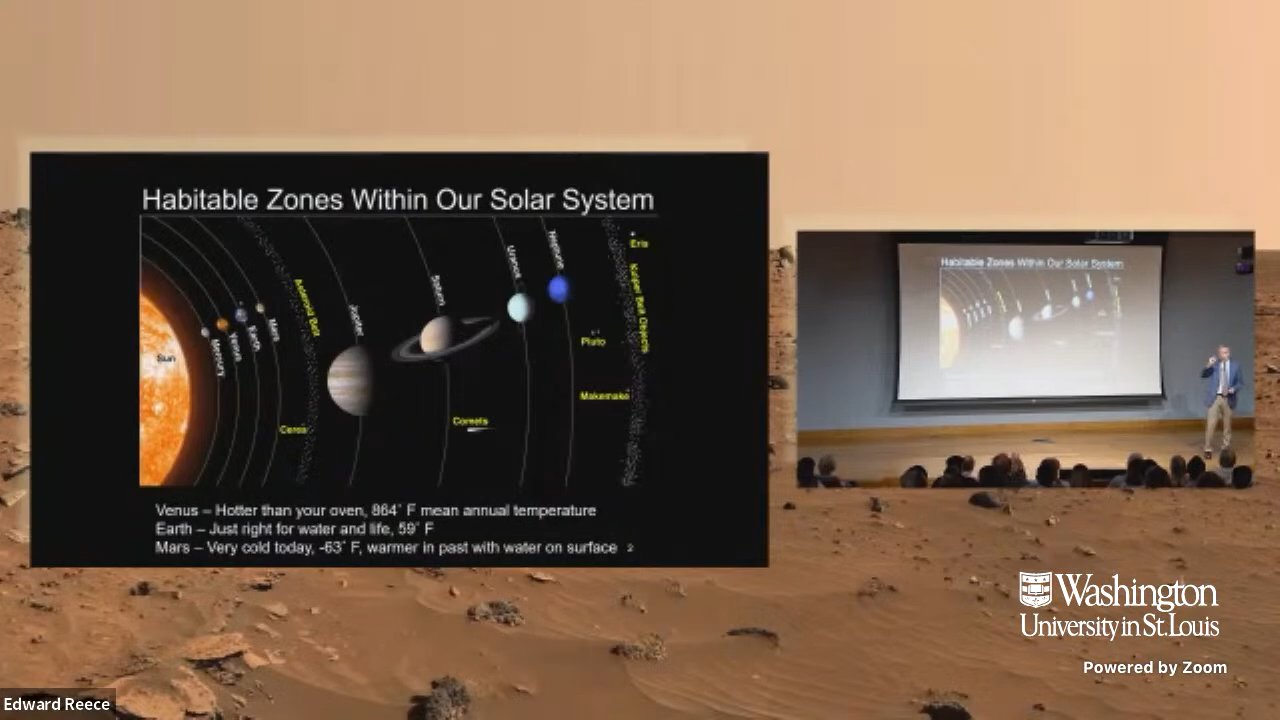 Habitable Zones Within Our Solar System
Sun
Mercury
Venus
Earth
Mars
Asteroid Belt
Ceres
Jupiter
Saturn
Comets
Uranus
Neptune
Pluto
Makemake
Eris
Kuiper Belt Objects
Venus – Hotter than your oven, 864° F mean annual temperature
Earth – Just right for water and life, 59° F
Mars – Very cold today, -63° F, warmer in past with water on surface 2
Habitable Zones Within Our Solar System
Washington
University in St. Louis
Powered by Zoom
Edward Reece